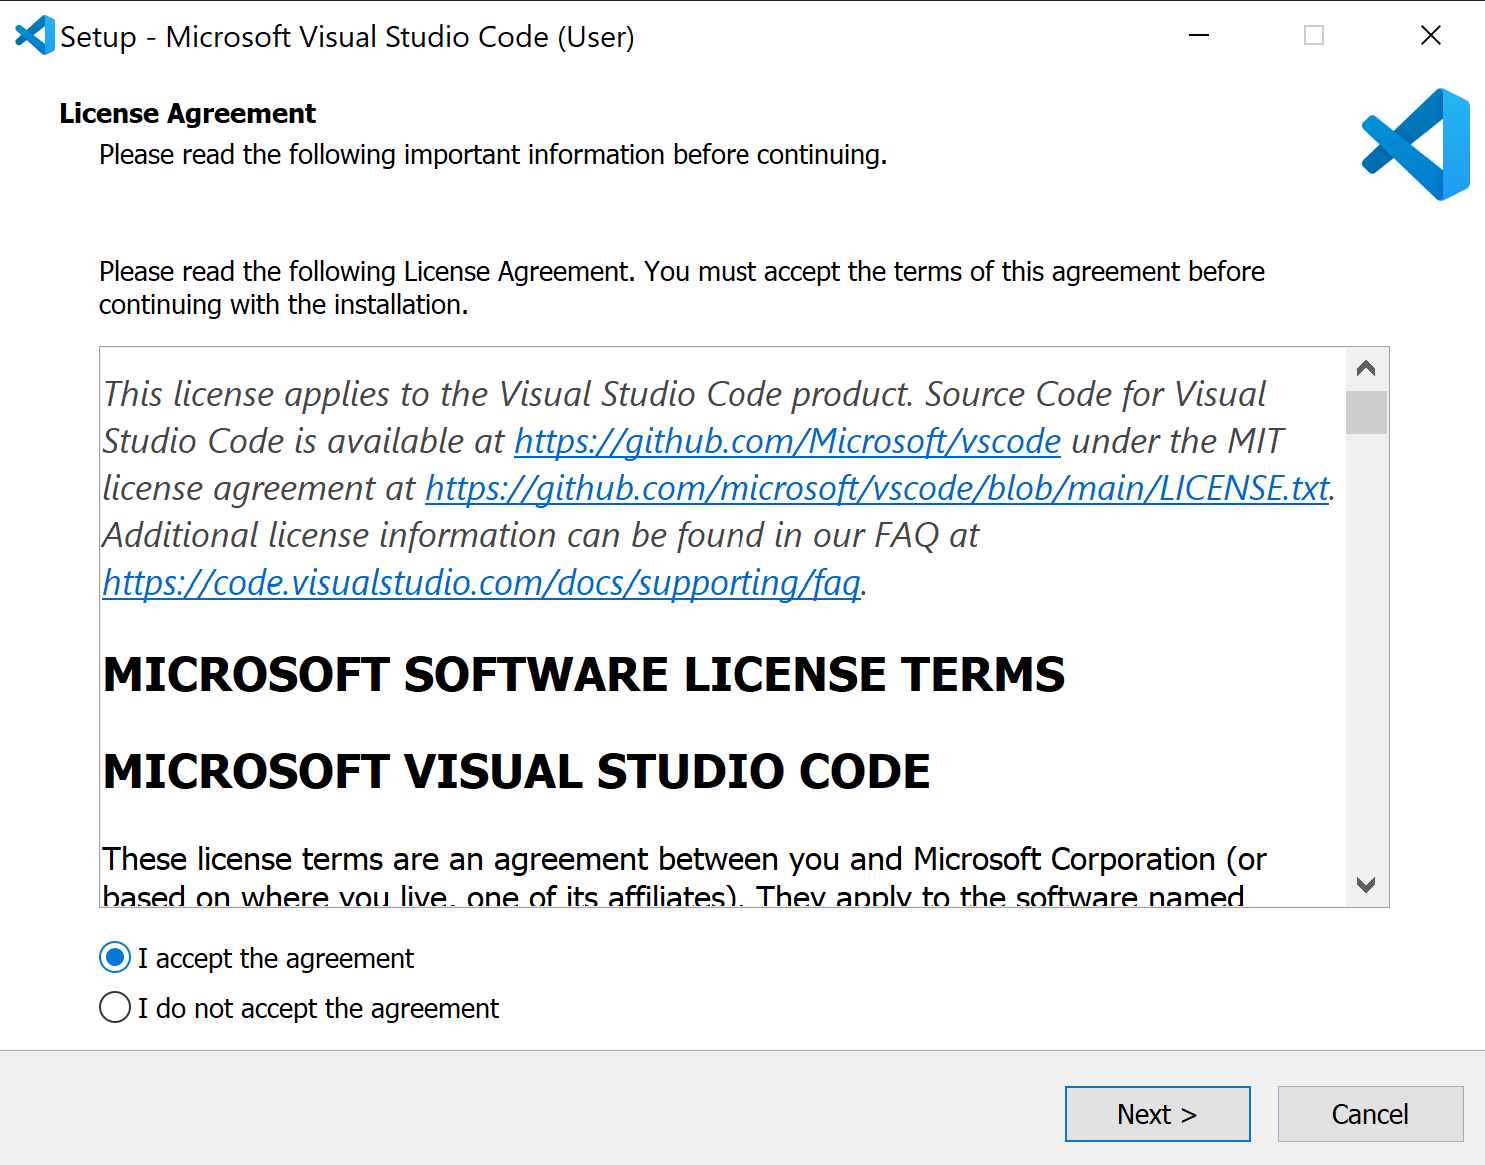 Setup - Microsoft Visual Studio Code (User)
License Agreement
Please read the following important information before continuing.
Please read the following License Agreement. You must accept the terms of this agreement before
continuing with the installation.
This license applies to the Visual Studio Code product. Source Code for Visual
Studio Code is available at https://github.com/Microsoft/vscode under the MIT
license agreement at https://github.com/microsoft/vscode/blob/main/LICENSE.txt.
Additional license information can be found in our FAQ at
https://code.visualstudio.com/docs/supporting/faq.
MICROSOFT SOFTWARE LICENSE TERMS
MICROSOFT VISUAL STUDIO CODE
These license terms are an agreement between you and Microsoft Corporation (or
based on where you live, one of its affiliates). They apply to the software named
I accept the agreement
I do not accept the agreement
Next >
Cancel